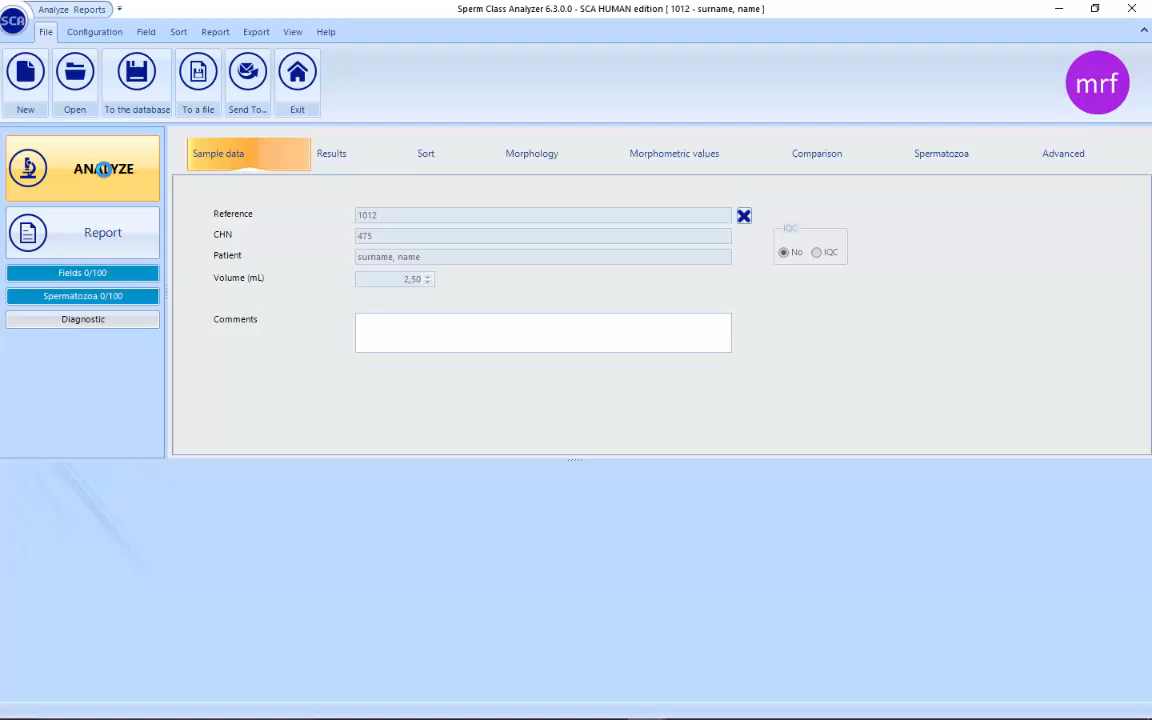 Analyze Reports
Sperm Class Analyzer 6.3.0.0 - SCA HUMAN edition [ 1012 - surname, name ]
SCA
File Configuration Field Sort Report Export View Help
New Open To the database To a file Send To... Exit
mrf
ANALYZE
Report
Fields 0/100
Spermatozoa 0/100
Diagnostic
Sample data Results Sort Morphology Morphometric values Comparison Spermatozoa Advanced
Reference 1012
CHN 475
Patient surname, name
Volume (mL) 2,50
IQC
No IQC
Comments